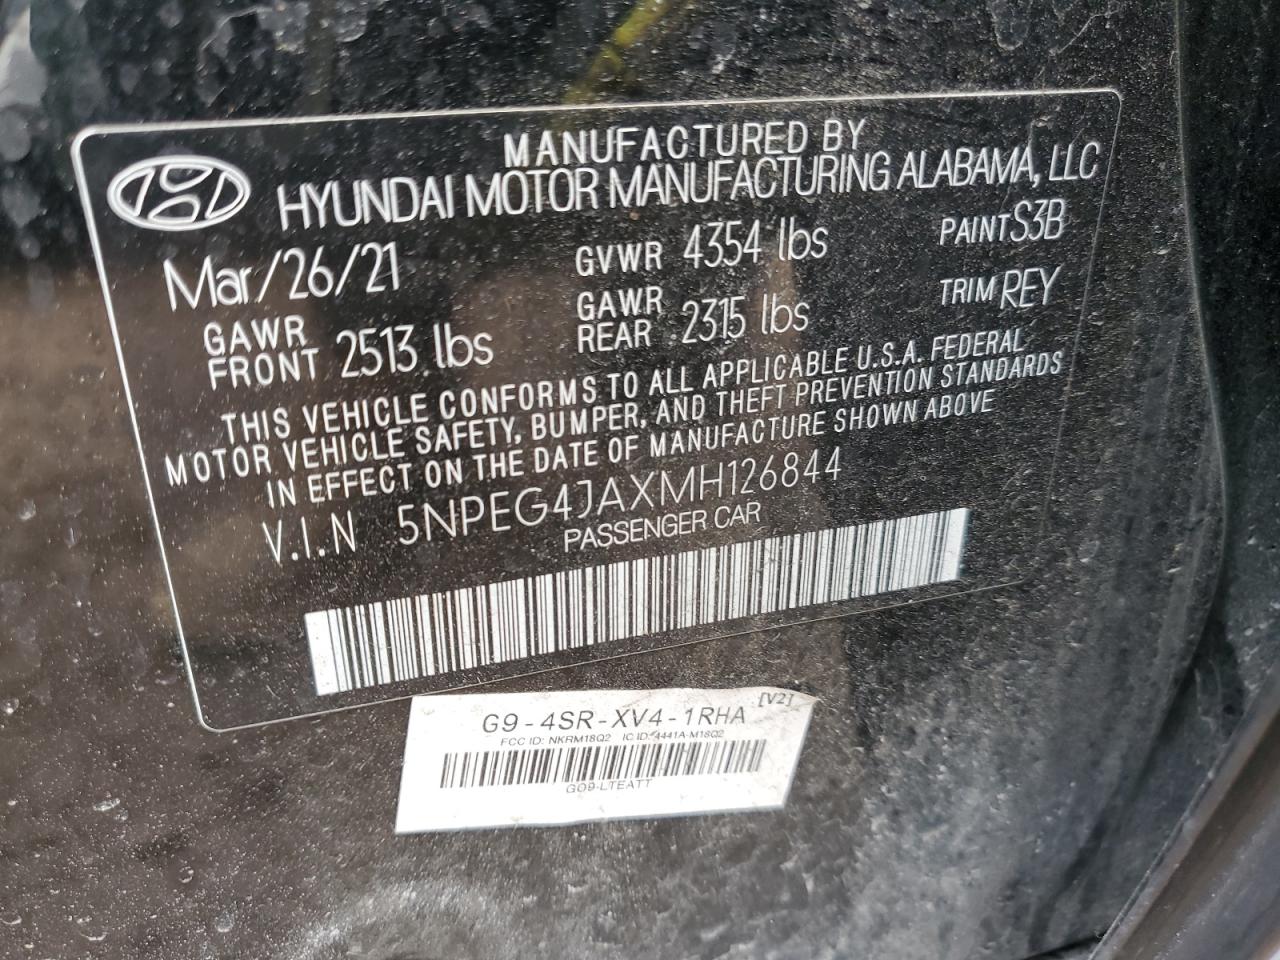 MANUFACTURED BY
HYUNDAI MOTOR MANUFACTURING ALABAMA, LLC
Mar/26/21 GVWR 4354 lbs PAINT S3B
GAWR FRONT 2513 lbs GAWR REAR 2315 lbs TRIM REY
THIS VEHICLE CONFORMS TO ALL APPLICABLE U.S.A. FEDERAL
MOTOR VEHICLE SAFETY, BUMPER, AND THEFT PREVENTION STANDARDS
IN EFFECT ON THE DATE OF MANUFACTURE SHOWN ABOVE
V.I.N 5NPEG4JAXMH126844
PASSENGER CAR
[V2]
G9-4SR-XV4-1RHA
FCC ID: NKRM18Q2 IC ID: 4441A-M18Q2
GO9-LTEATT